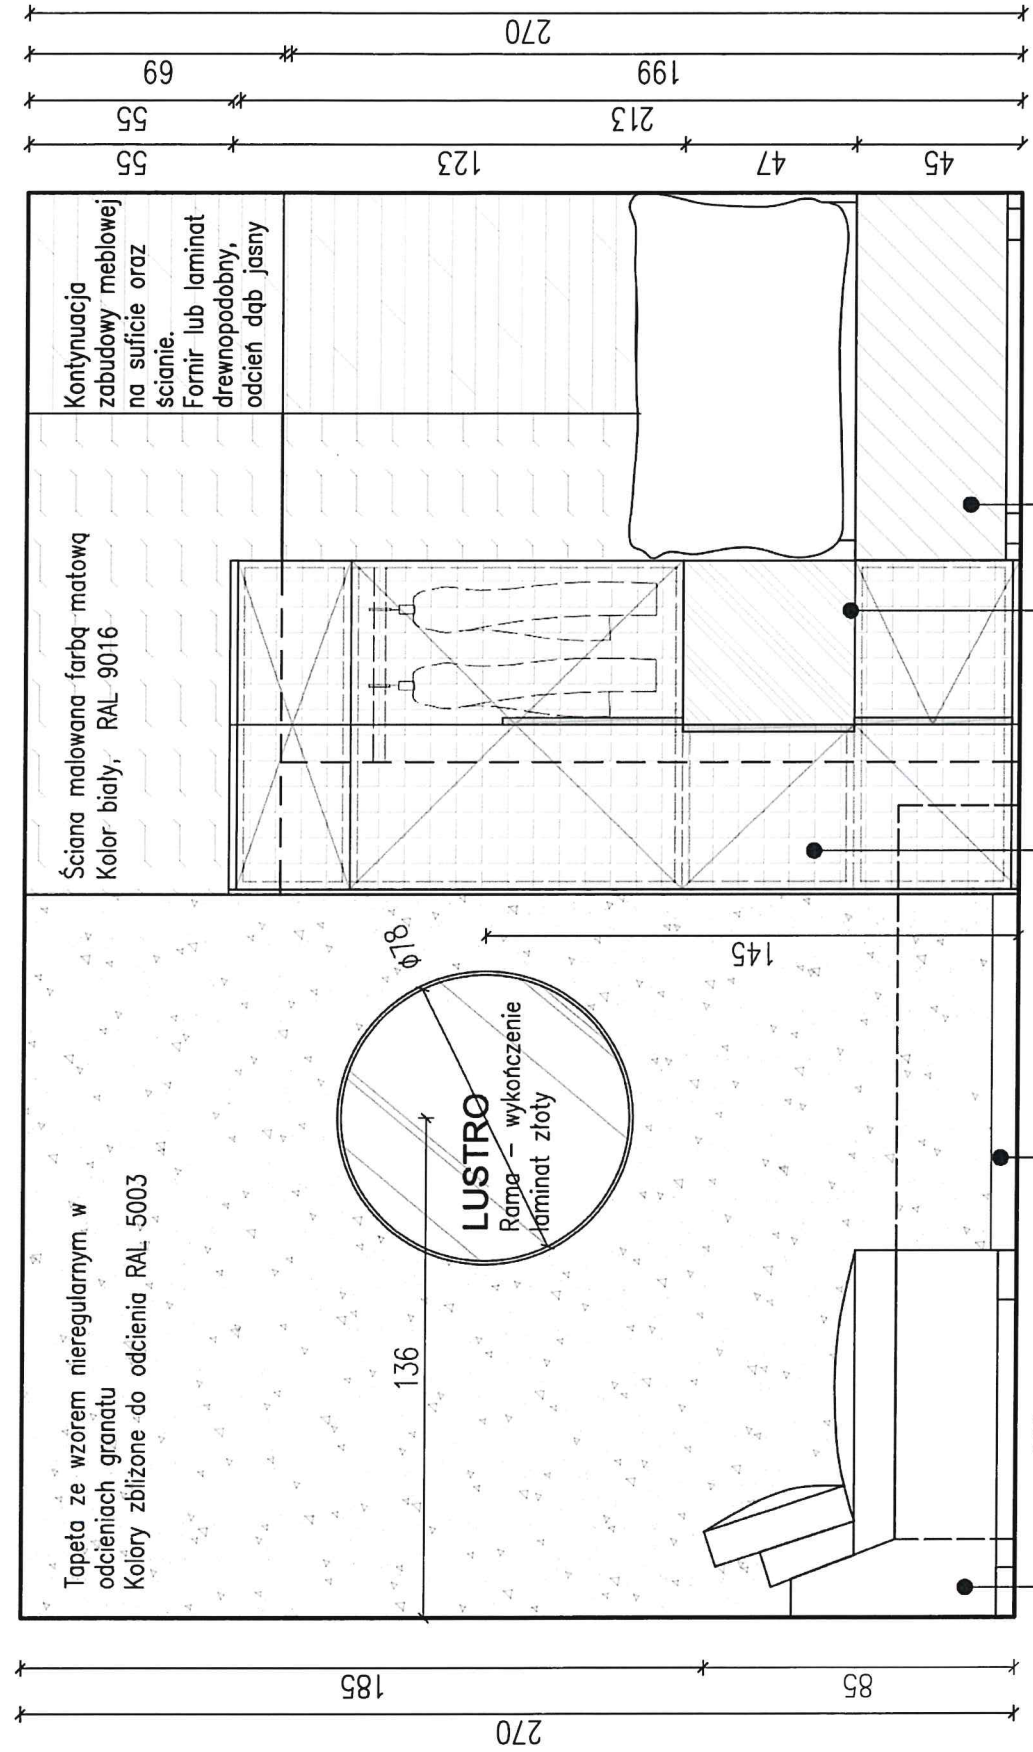 Tapeta ze wzorem nieregularnym w
odcieniach granatu
Kolory zbliżone do odcienia RAL 5003
Ściana malowana farbą matową
Kolor biały, RAL 9016
Kontynuacja
zabudowy meblowej
na suficie oraz
ścianie.
Fornir lub laminat
drewnopodobny,
odcień dąb jasny
LUSTRO
Rama - wykończenie
laminat złoty
φ78
136
145
270
185
85
55
123
47
45
55
213
69
199
270